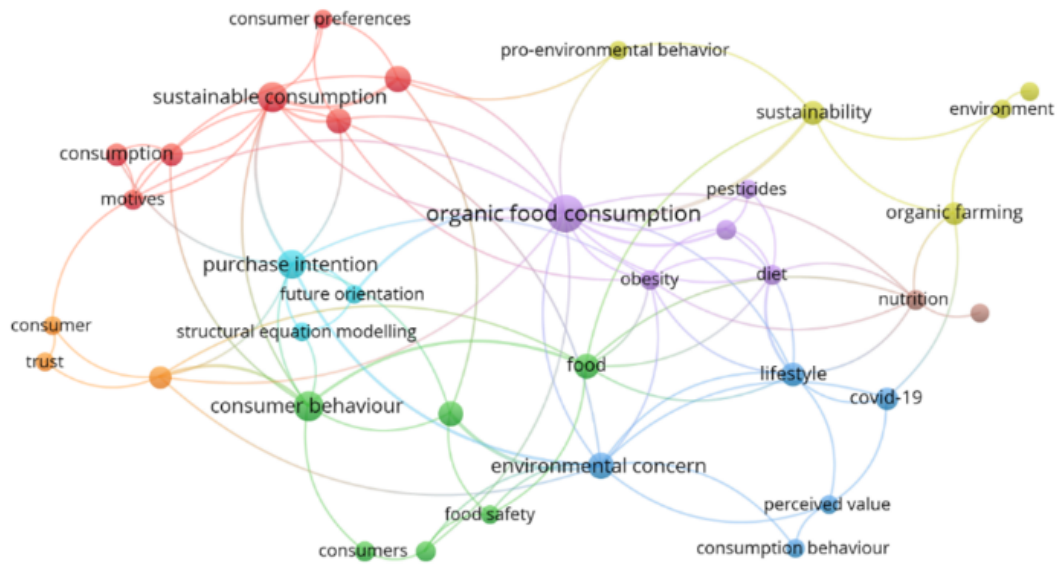 consumer preferences
pro-environmental behavior
sustainable consumption
environment
sustainability
consumption
pesticides
motives
organic food consumption
organic farming
purchase intention
obesity
diet
future orientation
nutrition
consumer
structural equation modelling
trust
food
lifestyle
covid-19
consumer behaviour
environmental concern
perceived value
food safety
consumption behaviour
consumers